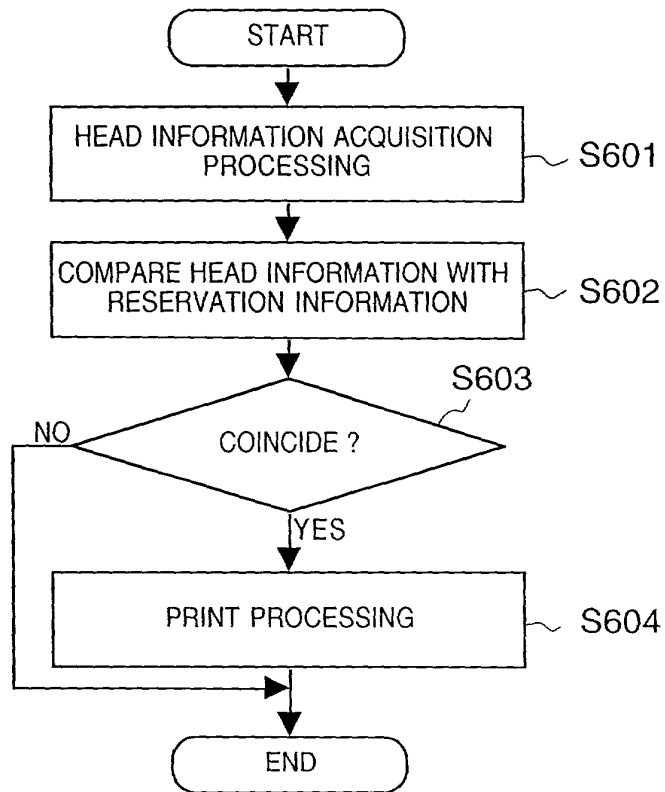 START
HEAD INFORMATION ACQUISITION
PROCESSING
S601
COMPARE HEAD INFORMATION WITH
RESERVATION INFORMATION
S602
S603
NO
COINCIDE ?
YES
PRINT PROCESSING
S604
END